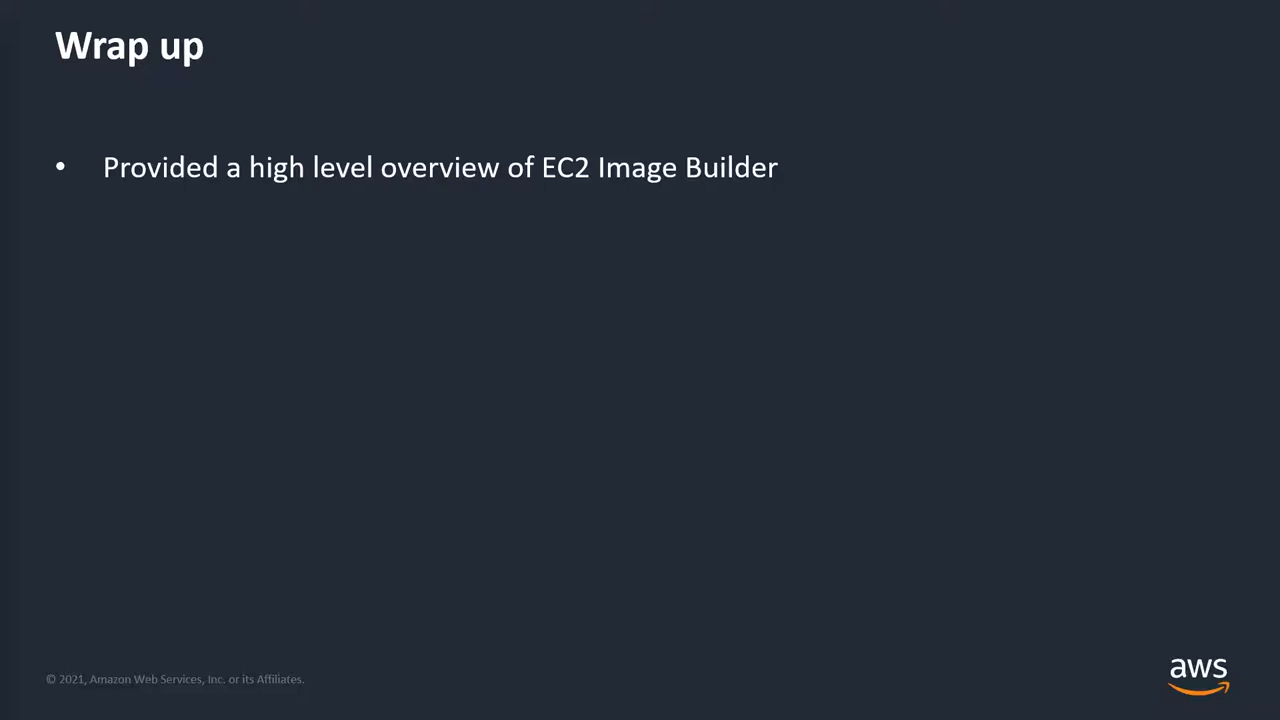 Wrap up
• Provided a high level overview of EC2 Image Builder
© 2021, Amazon Web Services, Inc. or its Affiliates.
aws